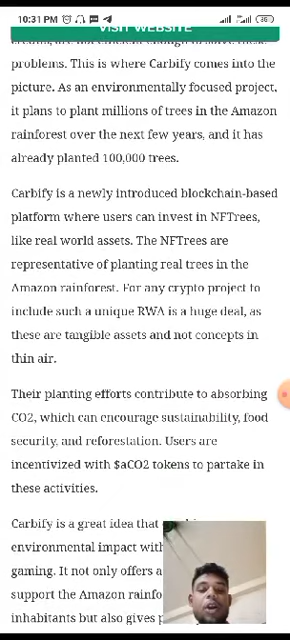 10:31 PM
36
VISIT WEBSITE
problems. This is where Carbify comes into the
picture. As an environmentally focused project,
it plans to plant millions of trees in the Amazon
rainforest over the next few years, and it has
already planted 100,000 trees.
Carbify is a newly introduced blockchain-based
platform where users can invest in NFTrees,
like real world assets. The NFTrees are
representative of planting real trees in the
Amazon rainforest. For any crypto project to
include such a unique RWA is a huge deal, as
these are tangible assets and not concepts in
thin air.
Their planting efforts contribute to absorbing
CO2, which can encourage sustainability, food
security, and reforestation. Users are
incentivized with $aCO2 tokens to partake in
these activities.
Carbify is a great idea that
environmental impact with
gaming. It not only offers a
support the Amazon
inhabitants but also gives